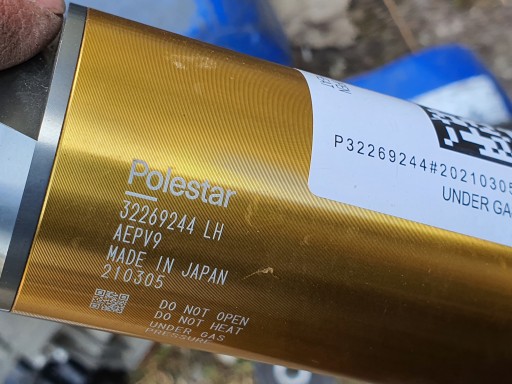 Polestar
32269244 LH
AEPV9
MADE IN JAPAN
210305
DO NOT OPEN
DO NOT HEAT
UNDER GAS
PRESSURE
P32269244#20210305
UNDER GA